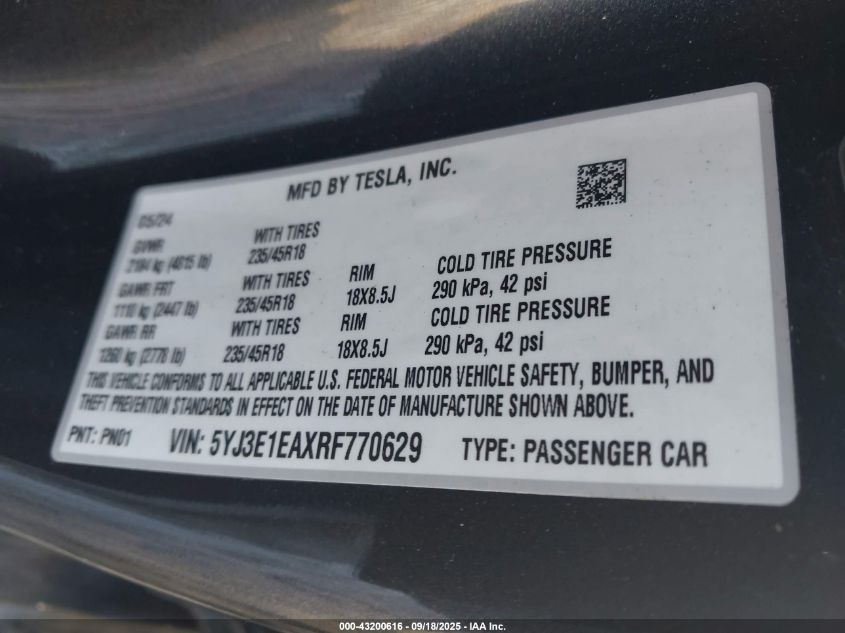 MFD BY TESLA, INC.
05/24
GVWR WITH TIRES
2184 kg (4815 lb) 235/45R18
GAWR FRT WITH TIRES RIM COLD TIRE PRESSURE
1110 kg (2447 lb) 235/45R18 18X8.5J 290 kPa, 42 psi
GAWR RR WITH TIRES RIM COLD TIRE PRESSURE
1260 kg (2778 lb) 235/45R18 18X8.5J 290 kPa, 42 psi
THIS VEHICLE CONFORMS TO ALL APPLICABLE U.S. FEDERAL MOTOR VEHICLE SAFETY, BUMPER, AND
THEFT PREVENTION STANDARDS IN EFFECT ON THE DATE OF MANUFACTURE SHOWN ABOVE.
PNT: PN01 VIN: 5YJ3E1EAXRF770629 TYPE: PASSENGER CAR
000-43200616 - 09/18/2025 - IAA Inc.